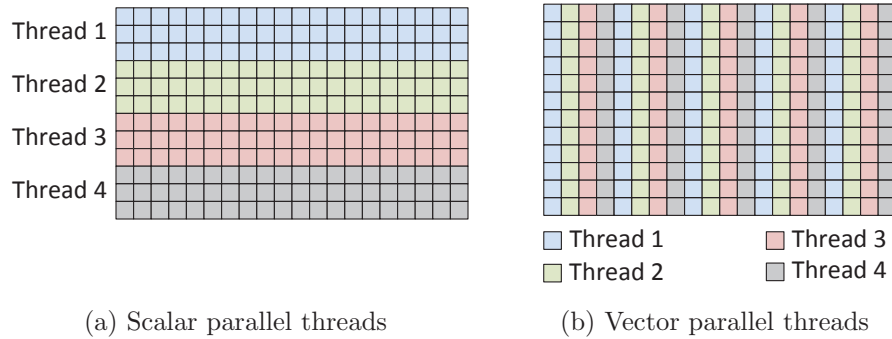 Thread 1
Thread 2
Thread 3
Thread 4
(a) Scalar parallel threads
Thread 1
Thread 3
Thread 2
Thread 4
(b) Vector parallel threads